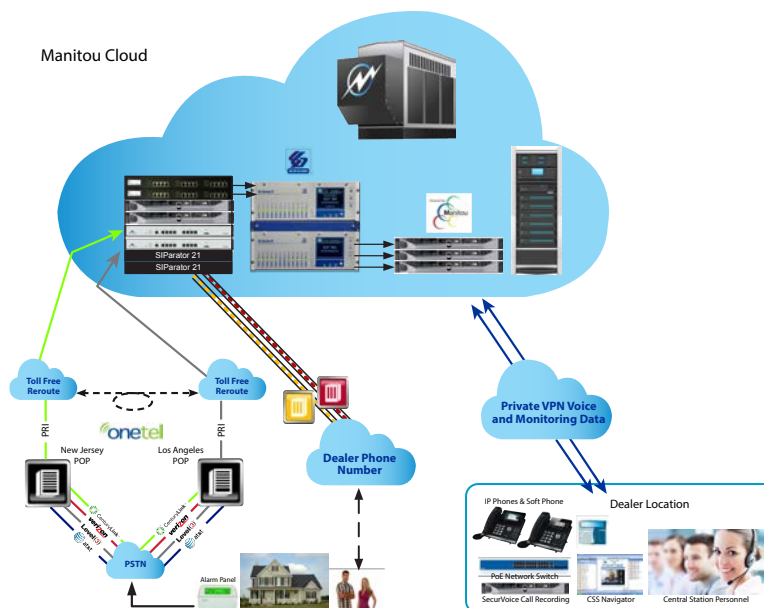 Manitou Cloud
Manitou
SIParator 21
SIParator 21
Toll Free
Reroute
Toll Free
Reroute
PRI
onetel
PRI
New Jersey
POP
Los Angeles
POP
Dealer Phone
Number
Private VPN Voice
and Monitoring Data
CenturyLink
verizon
Level(3)
at&t
CenturyLink
verizon
Level(3)
at&t
PSTN
Alarm Panel
IP Phones & Soft Phone
Dealer Location
PoE Network Switch
SecurVoice Call Recording
CSS Navigator
Central Station Personnel